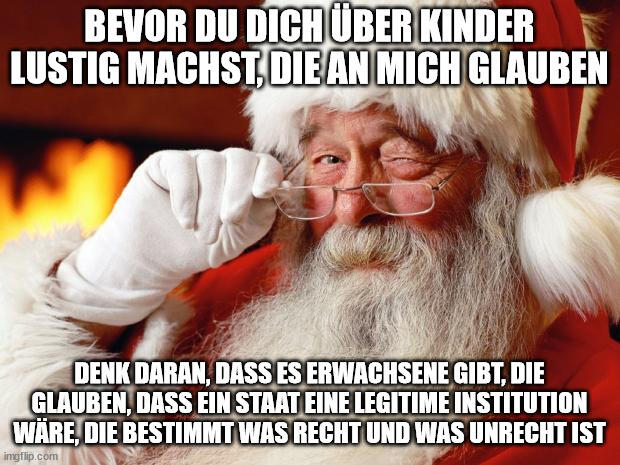 BEVOR DU DICH ÜBER KINDER
LUSTIG MACHST, DIE AN MICH GLAUBEN
DENK DARAN, DASS ES ERWACHSENE GIBT, DIE
GLAUBEN, DASS EIN STAAT EINE LEGITIME INSTITUTION
WÄRE, DIE BESTIMMT WAS RECHT UND WAS UNRECHT IST
imgflip.com